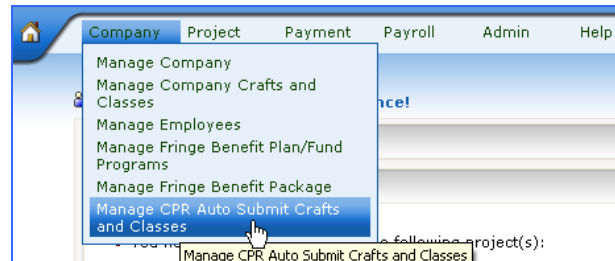 Company Project Payment Payroll Admin Help
Manage Company
Manage Company Crafts and
Classes
nce!
Manage Employees
Manage Fringe Benefit Plan/Fund
Programs
Manage Fringe Benefit Package
Manage CPR Auto Submit Crafts
and Classes
following project(s):
Manage CPR Auto Submit Crafts and Classes